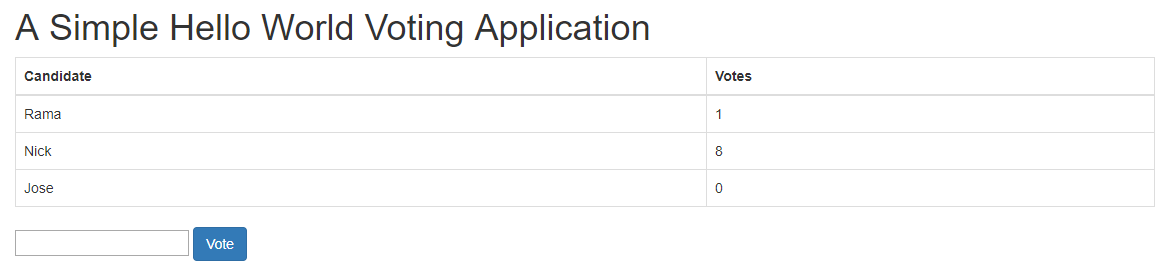 A Simple Hello World Voting Application
Candidate Votes
Rama 1
Nick 8
Jose 0
Vote